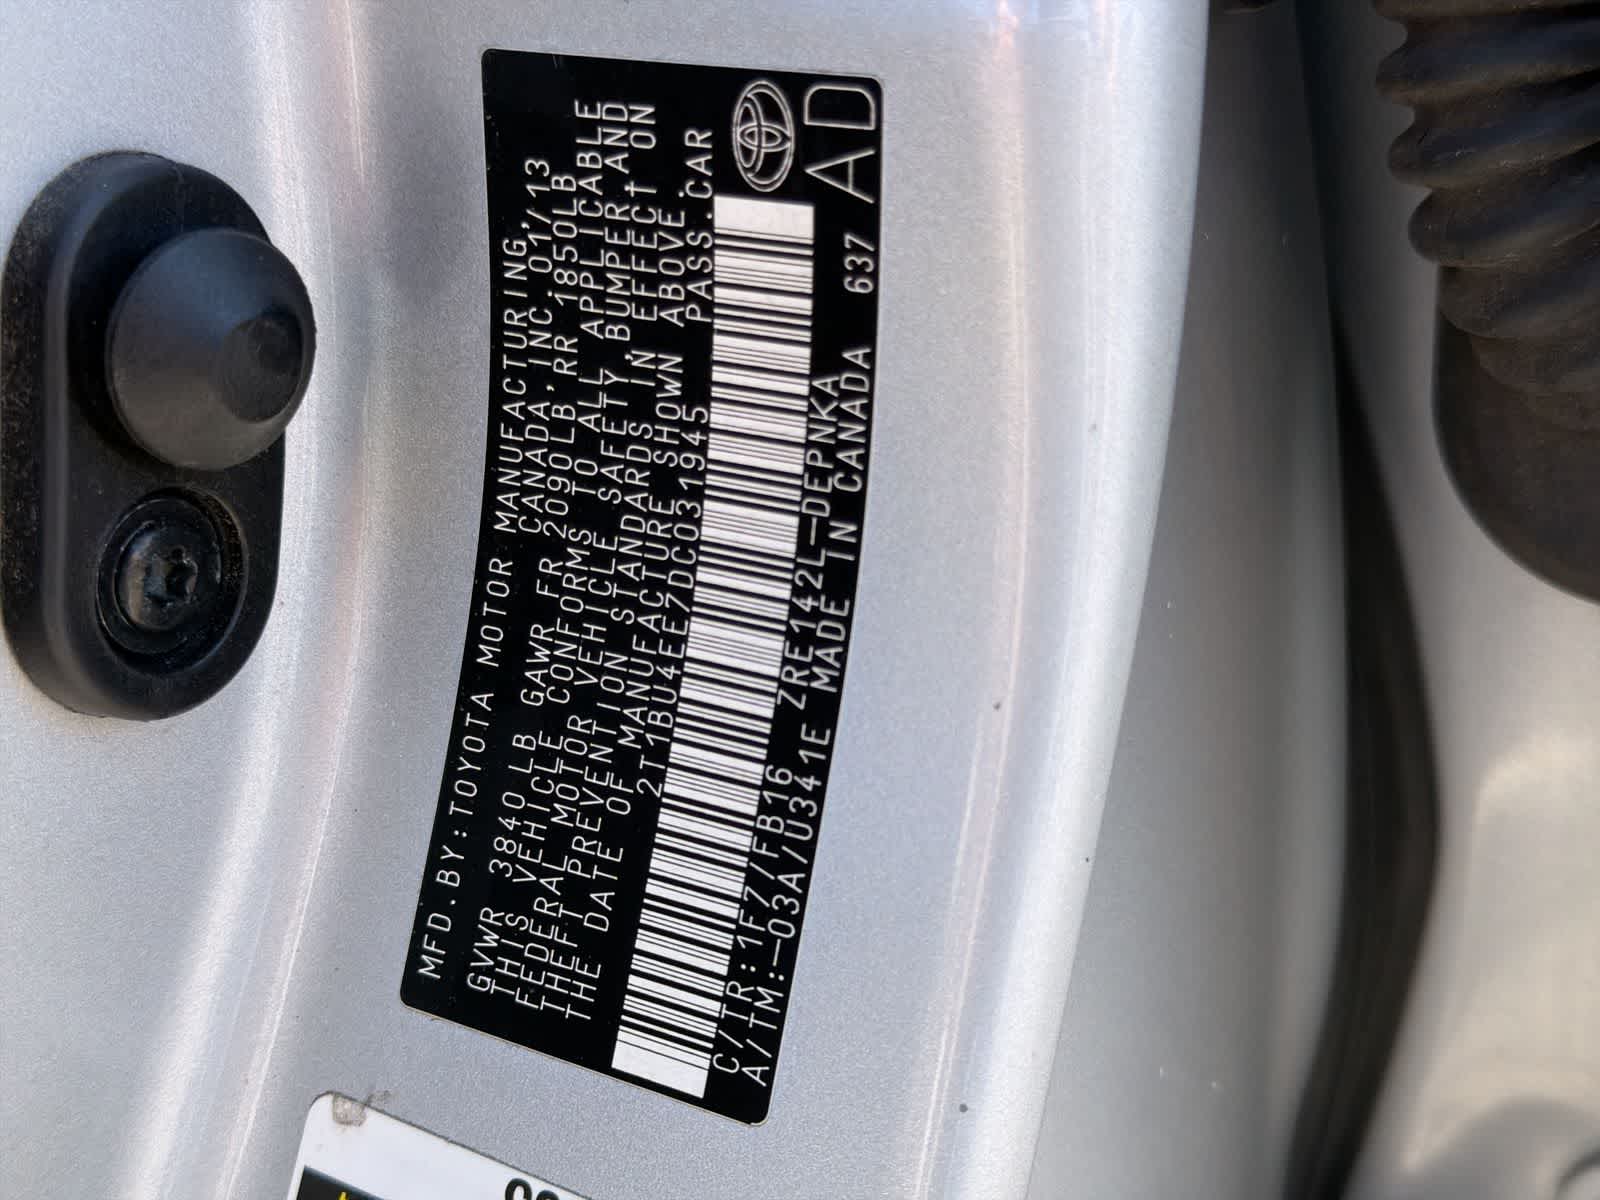 MFD.BY:TOYOTA MOTOR MANUFACTURING,
CANADA,INC. 01/13
GVWR 3840 LB GAWR FR 2090LB,RR 1850LB
THIS VEHICLE CONFORMS TO ALL APPLICABLE
FEDERAL MOTOR VEHICLE SAFETY,BUMPER,AND
THEFT PREVENTION STANDARDS IN EFFECT ON
THE DATE OF MANUFACTURE SHOWN ABOVE.
2T1BU4EE7DC031945 PASS.CAR
C/TR:1F7/FB16 ZRE142L-DEPNKA
A/TM:-03A/U341E MADE IN CANADA 637 AD